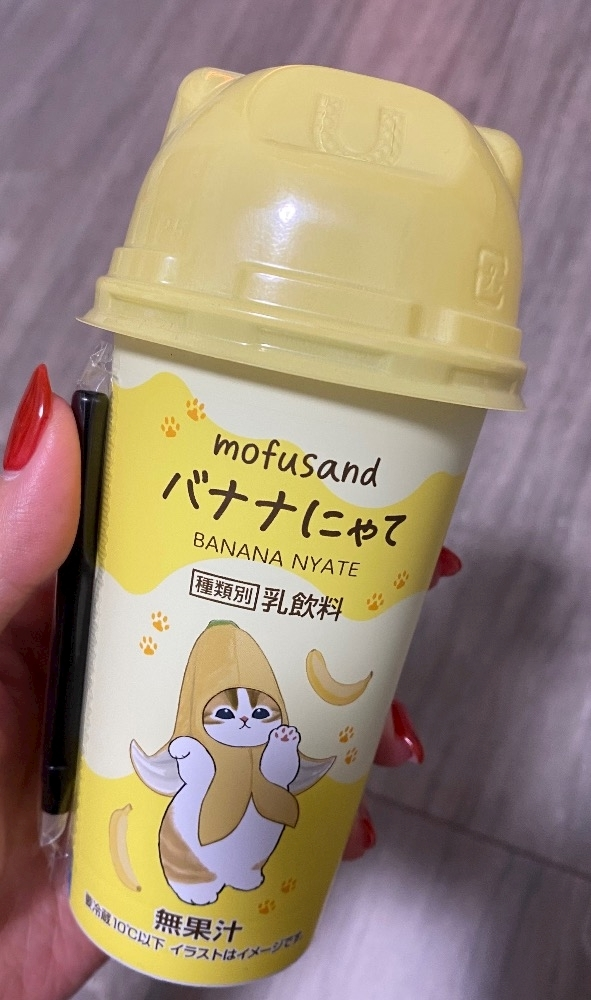 mofusand
バナナにゃて
BANANA NYATE
種類別 乳飲料
無果汁
要冷蔵10℃以下 イラストはイメージです